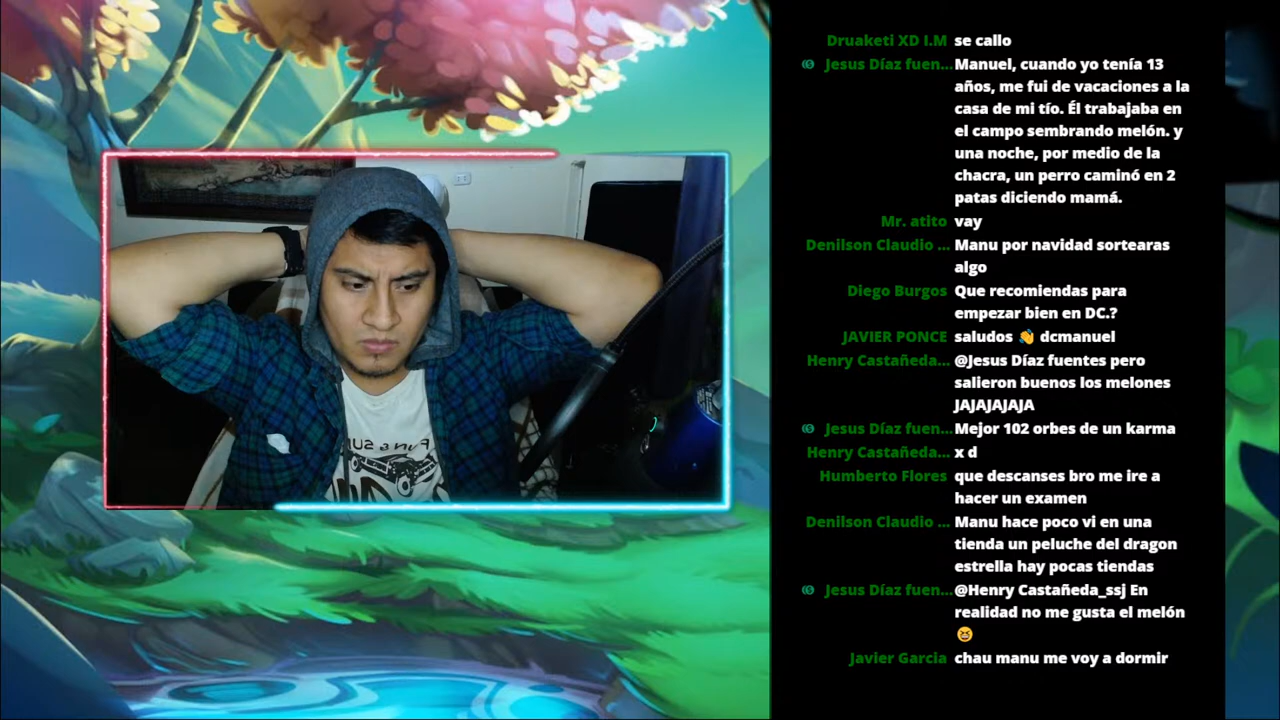 Druaketi XD I.M se callo
Jesus Díaz fuen... Manuel, cuando yo tenía 13
años, me fui de vacaciones a la
casa de mi tío. Él trabajaba en
el campo sembrando melón. y
una noche, por medio de la
chacra, un perro caminó en 2
patas diciendo mamá.
Mr. atito vay
Denilson Claudio ... Manu por navidad sortearas
algo
Diego Burgos Que recomiendas para
empezar bien en DC.?
JAVIER PONCE saludos 👋 dcmanuel
Henry Castañeda... @Jesus Díaz fuentes pero
salieron buenos los melones
JAJAJAJAJA
Jesus Díaz fuen... Mejor 102 orbes de un karma
Henry Castañeda... x d
Humberto Flores que descanses bro me ire a
hacer un examen
Denilson Claudio ... Manu hace poco vi en una
tienda un peluche del dragon
estrella hay pocas tiendas
Jesus Díaz fuen... @Henry Castañeda_ssj En
realidad no me gusta el melón
😆
Javier Garcia chau manu me voy a dormir